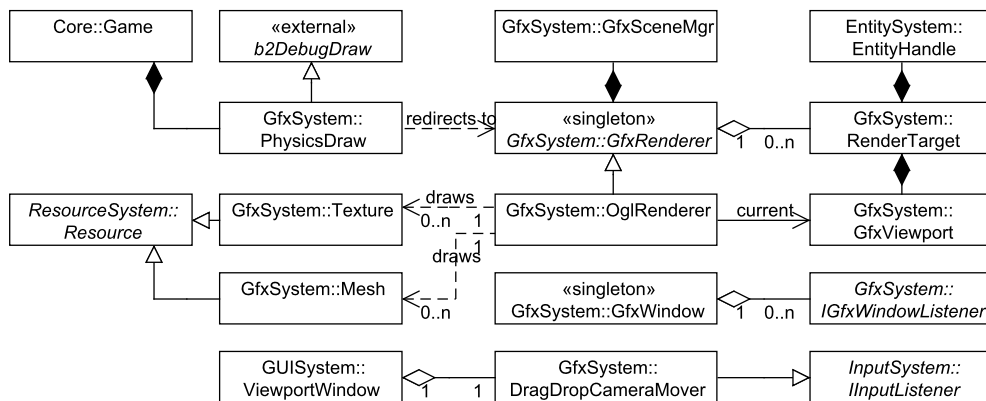 Core::Game
«external»
b2DebugDraw
GfxSystem::GfxSceneMgr
EntitySystem::
EntityHandle
GfxSystem::
PhysicsDraw
redirects to
«singleton»
GfxSystem::GfxRenderer
1
0..n
GfxSystem::
RenderTarget
ResourceSystem::
Resource
GfxSystem::Texture
draws
0..n
1
GfxSystem::OglRenderer
current
GfxSystem::
GfxViewport
GfxSystem::Mesh
draws
0..n
1
«singleton»
GfxSystem::GfxWindow
1
0..n
GfxSystem::
IGfxWindowListener
GUISystem::
ViewportWindow
1
1
GfxSystem::
DragDropCameraMover
InputSystem::
IInputListener